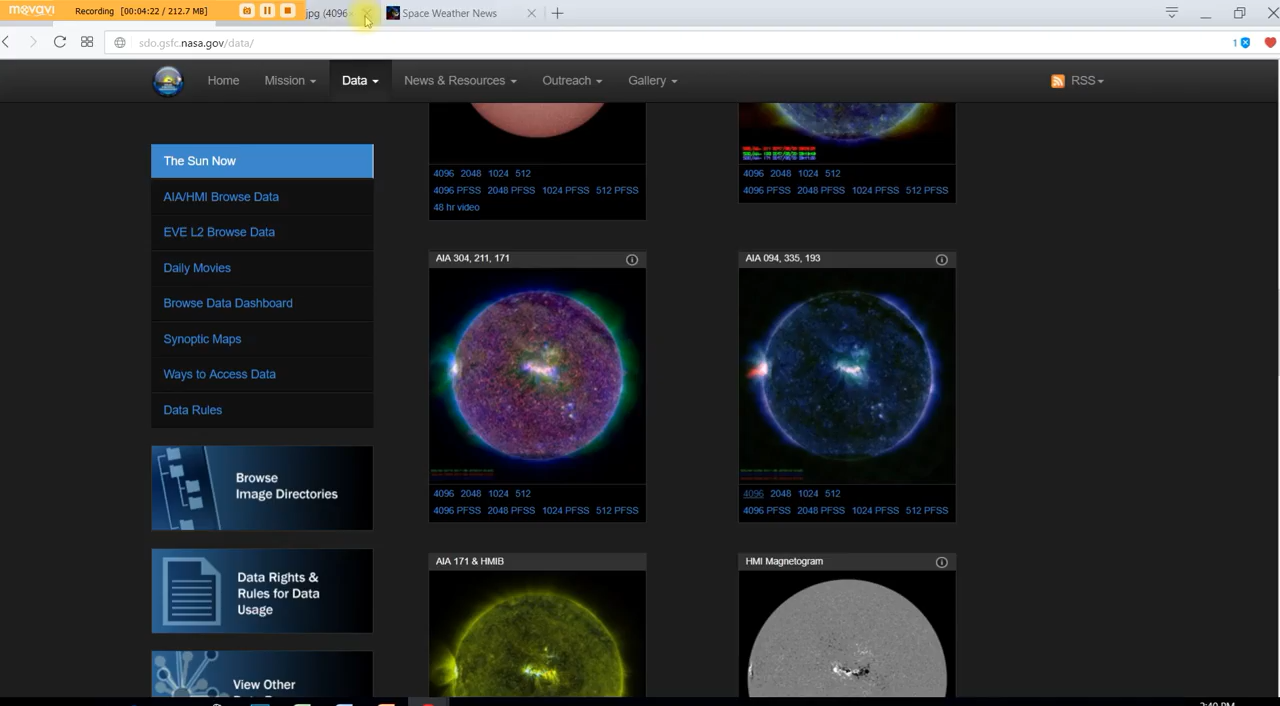 movavi
Recording [00:04:22 / 212.7 MB]
jpg (4096
Space Weather News
sdo.gsfc.nasa.gov/data/
1
Home
Mission
Data
News & Resources
Outreach
Gallery
RSS
The Sun Now
AIA/HMI Browse Data
EVE L2 Browse Data
Daily Movies
Browse Data Dashboard
Synoptic Maps
Ways to Access Data
Data Rules
Browse
Image Directories
Data Rights &
Rules for Data
Usage
View Other
4096 2048 1024 512
4096 PFSS 2048 PFSS 1024 PFSS 512 PFSS
48 hr video
4096 2048 1024 512
4096 PFSS 2048 PFSS 1024 PFSS 512 PFSS
AIA 304, 211, 171
4096 2048 1024 512
4096 PFSS 2048 PFSS 1024 PFSS 512 PFSS
AIA 094, 335, 193
4096 2048 1024 512
4096 PFSS 2048 PFSS 1024 PFSS 512 PFSS
AIA 171 & HMIB
HMI Magnetogram